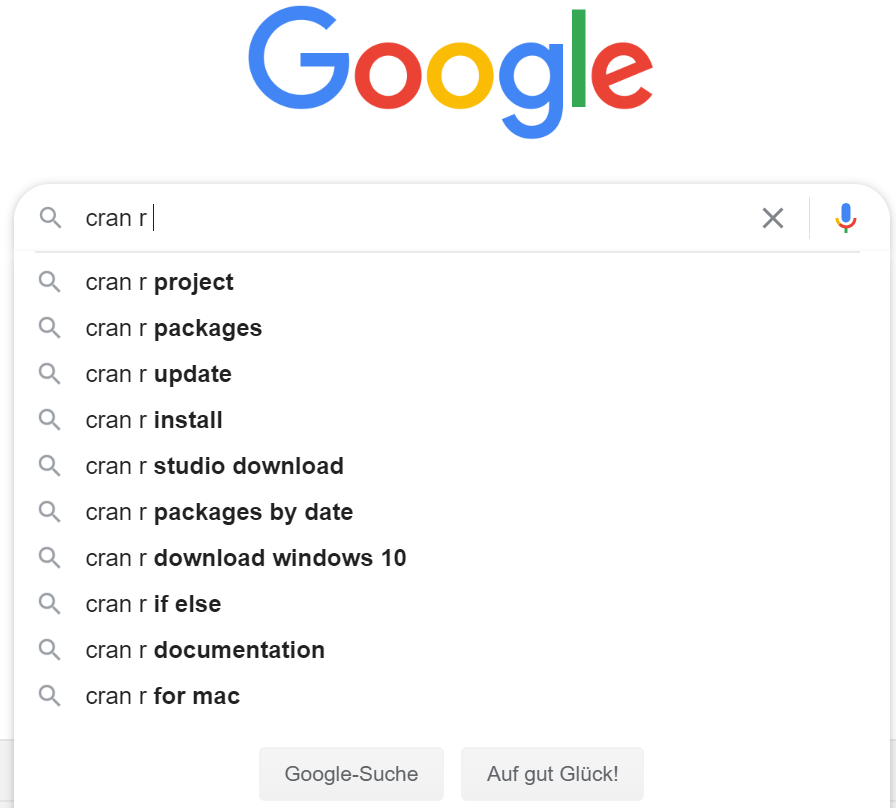 Google
cran r
cran r project
cran r packages
cran r update
cran r install
cran r studio download
cran r packages by date
cran r download windows 10
cran r if else
cran r documentation
cran r for mac
Google-Suche Auf gut Glück!